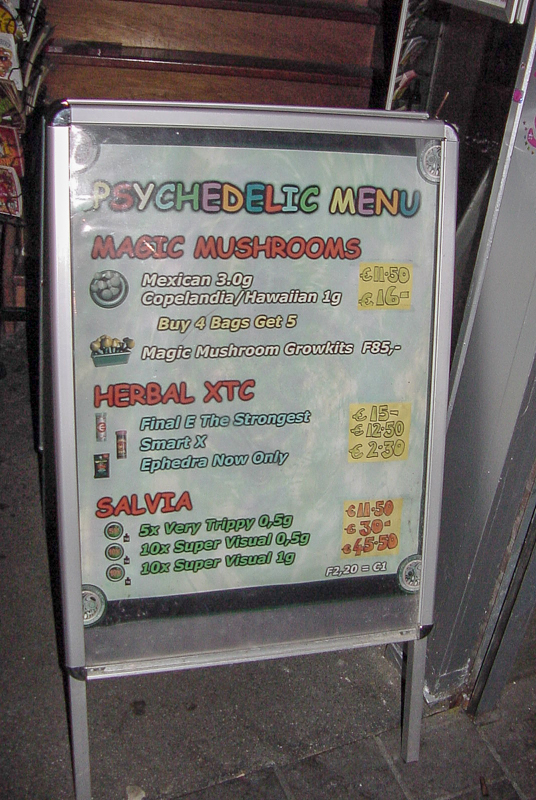 PSYCHEDELIC MENU
MAGIC MUSHROOMS
Mexican 3.0g €11.50
Copelandia/Hawaiian 1g €16-
Buy 4 Bags Get 5
Magic Mushroom Growkits F85,-
HERBAL XTC
Final E The Strongest €15-
Smart X €12.50
Ephedra Now Only €2.30
SALVIA
5x Very Trippy 0,5g €11.50
10x Super Visual 0,5g €30-
10x Super Visual 1g €45.50
F2,20 = €1